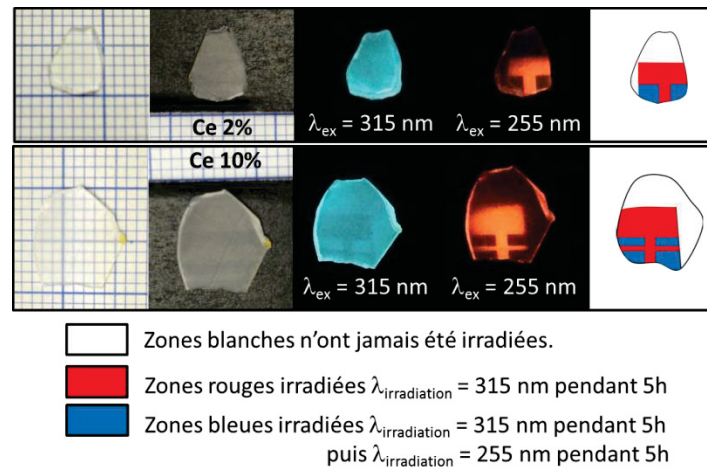 Ce 2%
λex = 315 nm
λex = 255 nm
Ce 10%
λex = 315 nm
λex = 255 nm
Zones blanches n’ont jamais été irradiées.
Zones rouges irradiées λirradiation = 315 nm pendant 5h
Zones bleues irradiées λirradiation = 315 nm pendant 5h
puis λirradiation = 255 nm pendant 5h